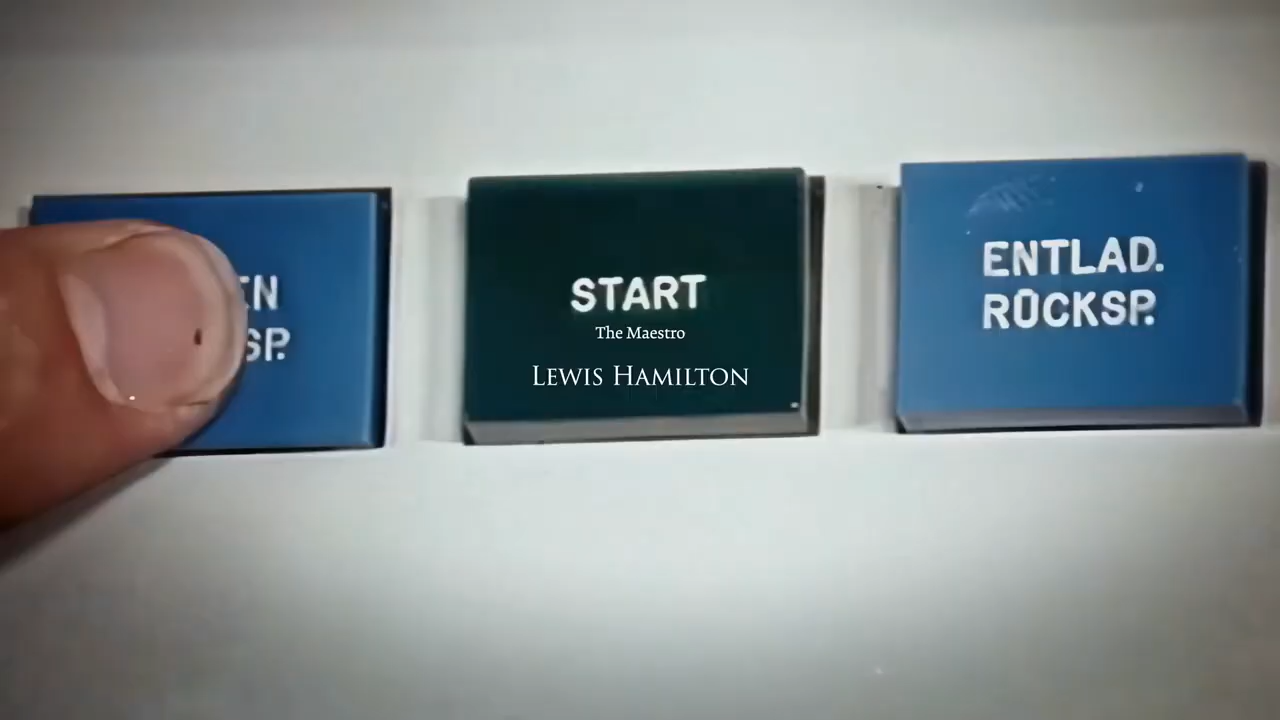 START
The Maestro
LEWIS HAMILTON
ENTLAD.
RÜCKSP.